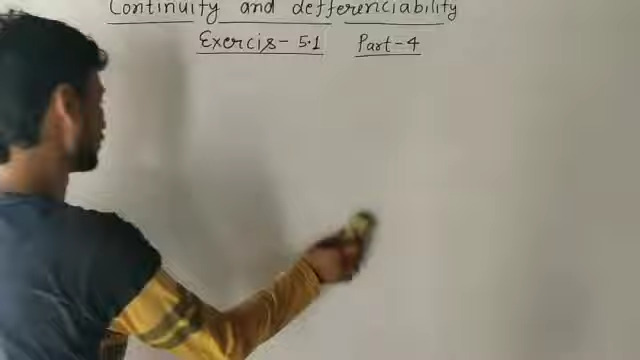 Continuity and defferenciability
Exercis - 5.1 Part - 4